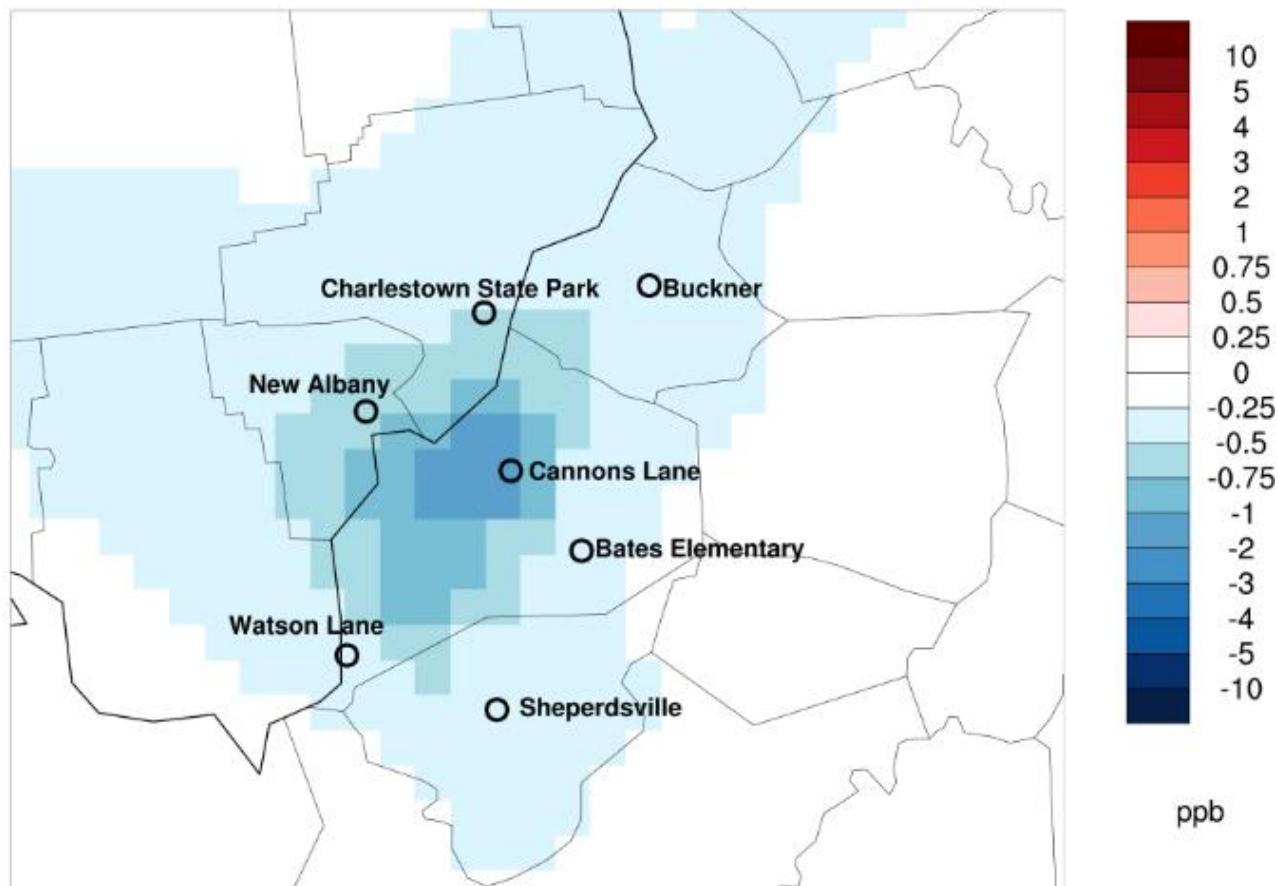 Charlestown State Park
Buckner
New Albany
Cannons Lane
Bates Elementary
Watson Lane
Sheperdsville
10
5
4
3
2
1
0.75
0.5
0.25
0
-0.25
-0.5
-0.75
-1
-2
-3
-4
-5
-10
ppb